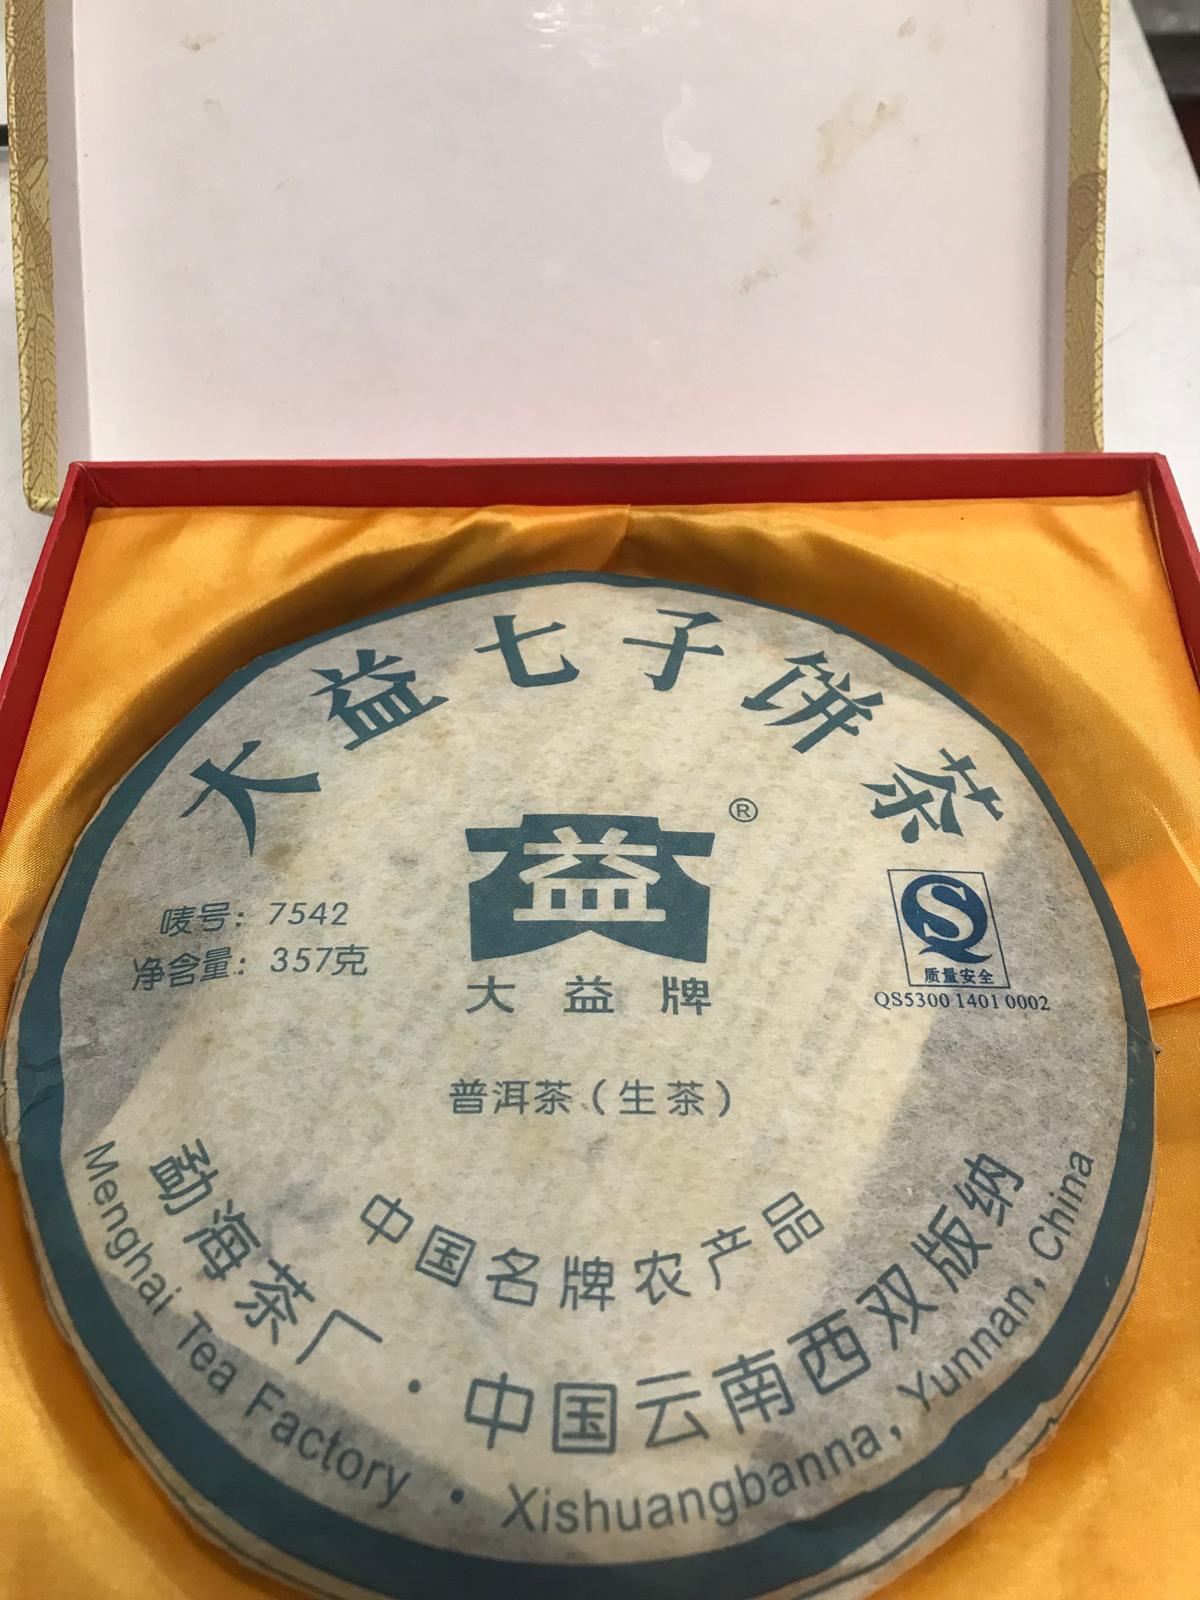 大益七子饼茶
益
®
大益牌
唛号：7542
净含量：357克
S
质量安全
QS5300 1401 0002
普洱茶（生茶）
中国名牌农产品
勐海茶厂·中国云南西双版纳
Menghai Tea Factory · Xishuangbanna, Yunnan, China